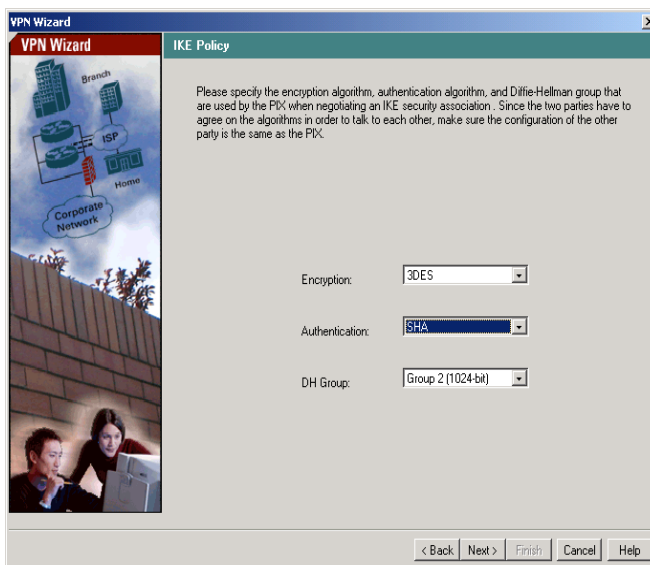 VPN Wizard
VPN Wizard
IKE Policy
Branch
ISP
Home
Corporate
Network
Please specify the encryption algorithm, authentication algorithm, and Diffie-Hellman group that
are used by the PIX when negotiating an IKE security association . Since the two parties have to
agree on the algorithms in order to talk to each other, make sure the configuration of the other
party is the same as the PIX.
Encryption: 3DES
Authentication: SHA
DH Group: Group 2 (1024-bit)
< Back Next > Finish Cancel Help